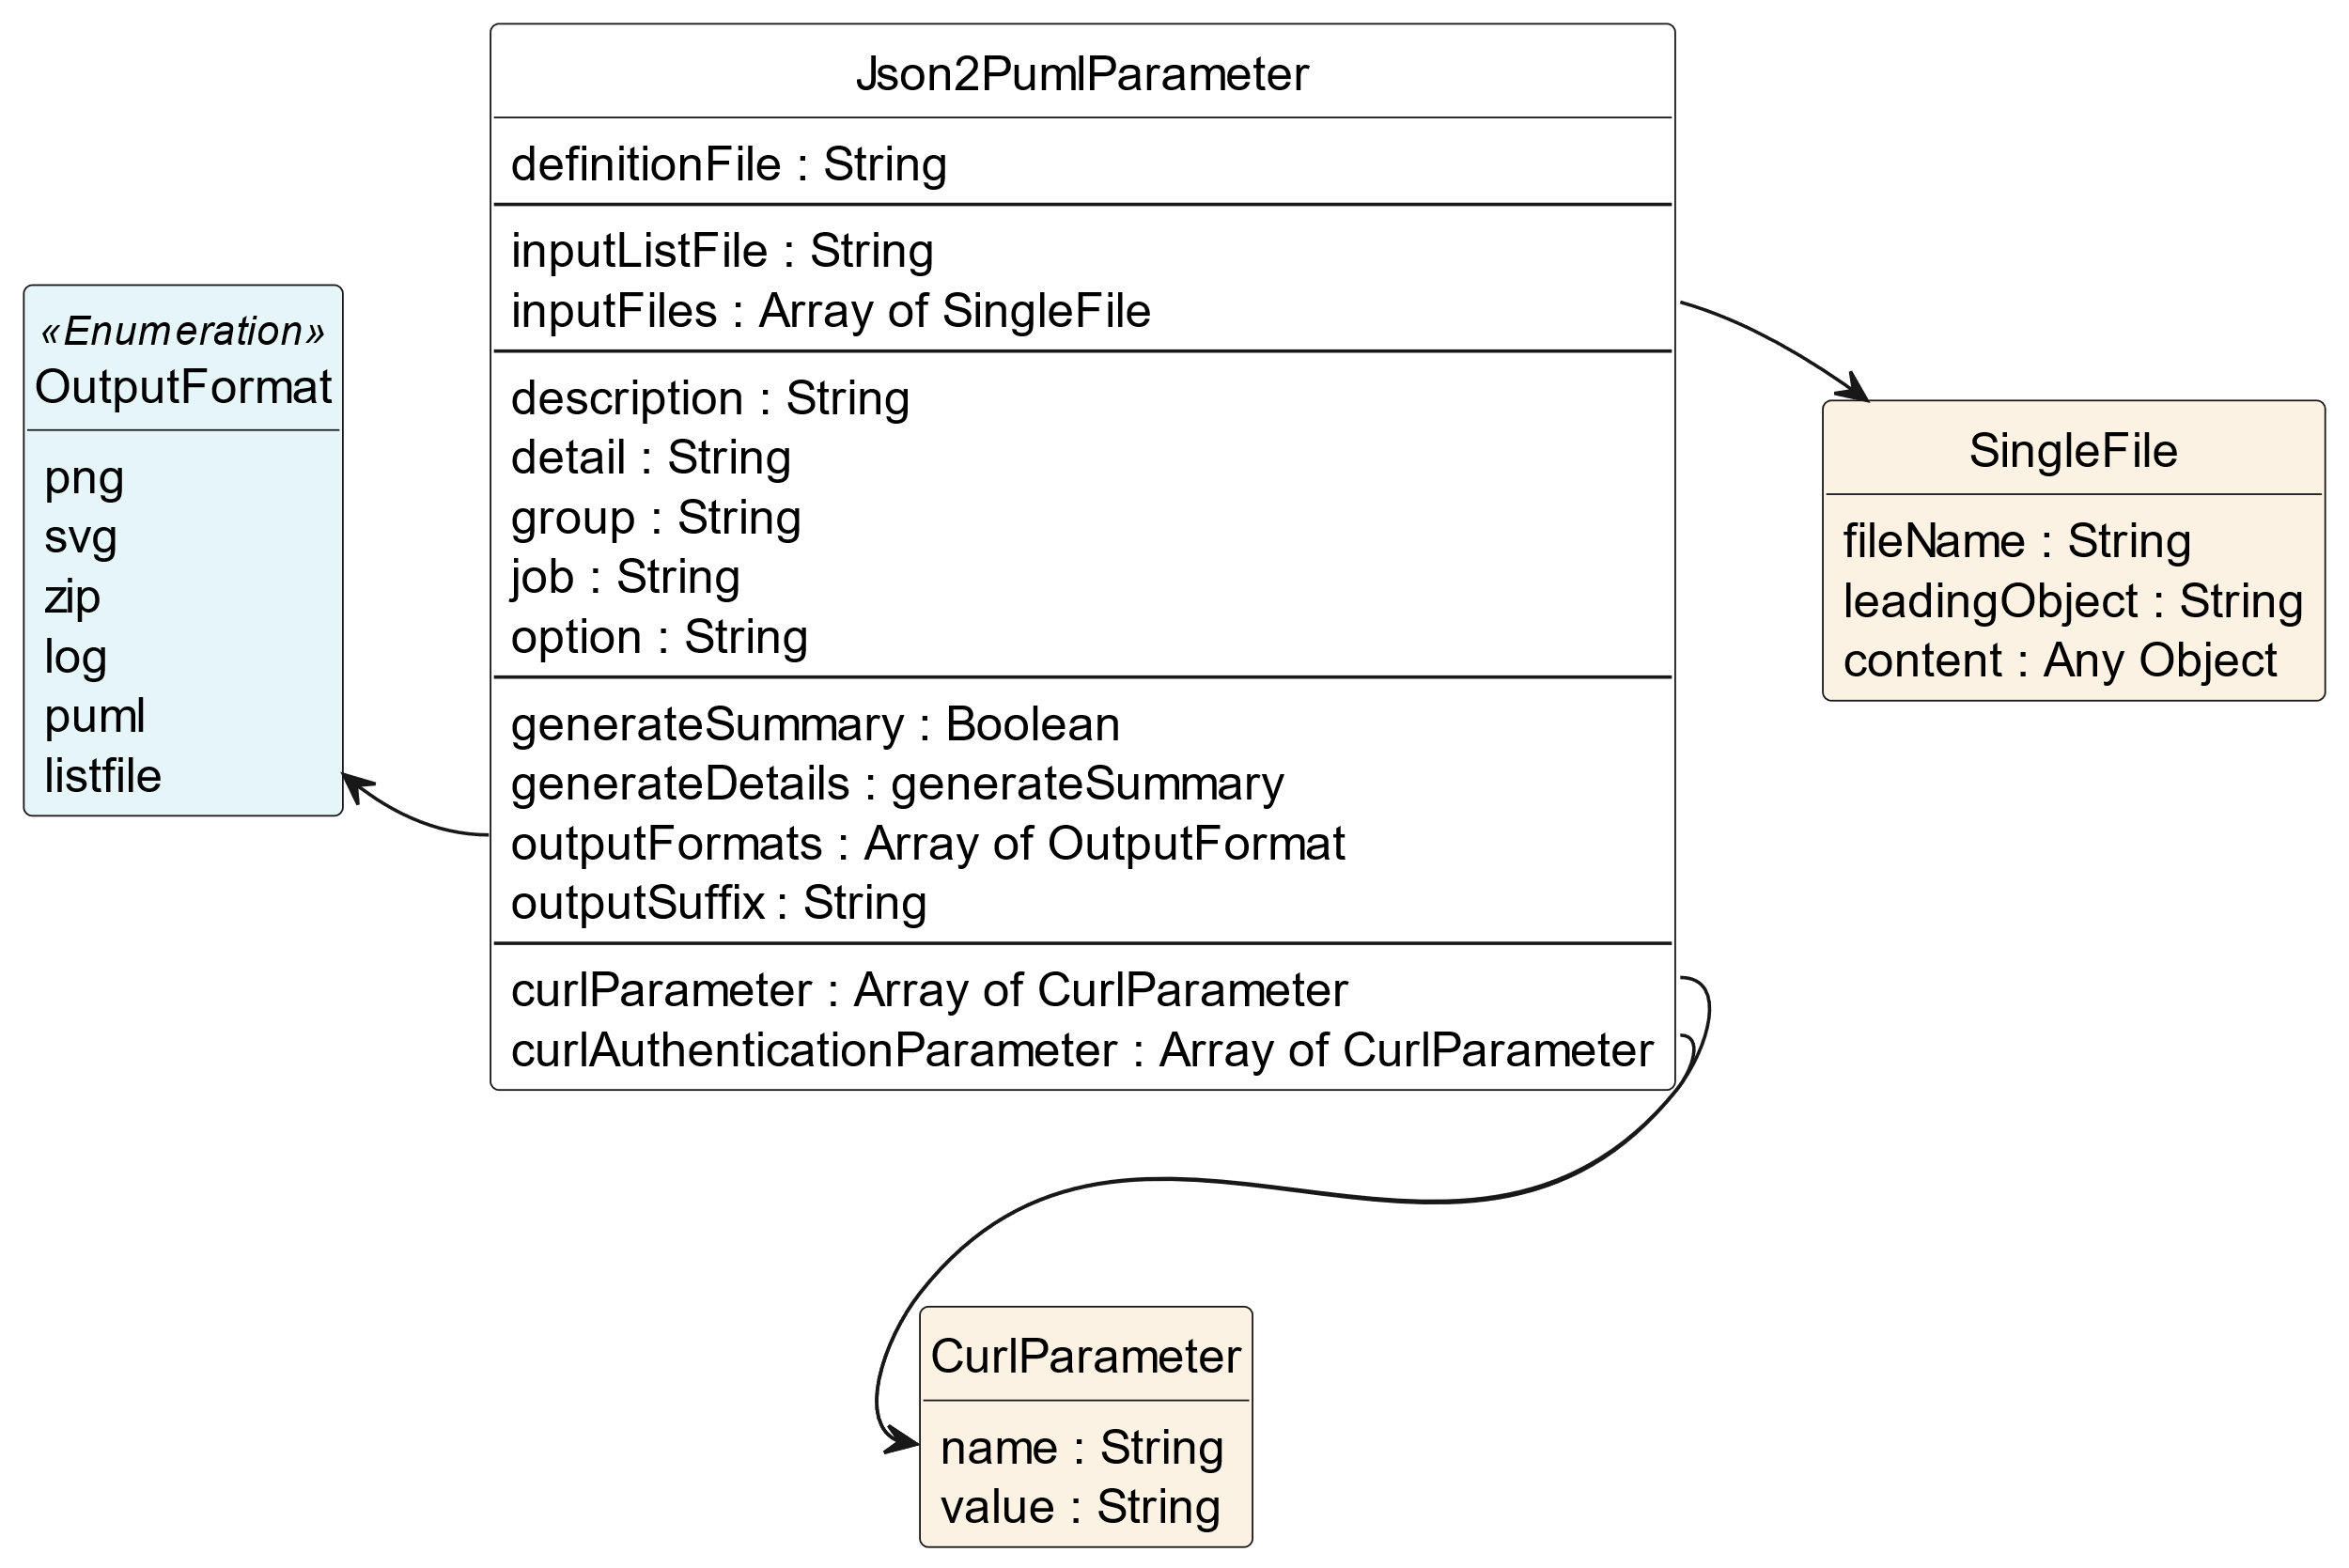 Json2PumlParameter
definitionFile : String
inputListFile : String
inputFiles : Array of SingleFile
description : String
detail : String
group : String
job : String
option : String
generateSummary : Boolean
generateDetails : generateSummary
outputFormats : Array of OutputFormat
outputSuffix : String
curlParameter : Array of CurlParameter
curlAuthenticationParameter : Array of CurlParameter
«Enumeration»
OutputFormat
png
svg
zip
log
puml
listfile
SingleFile
fileName : String
leadingObject : String
content : Any Object
CurlParameter
name : String
value : String